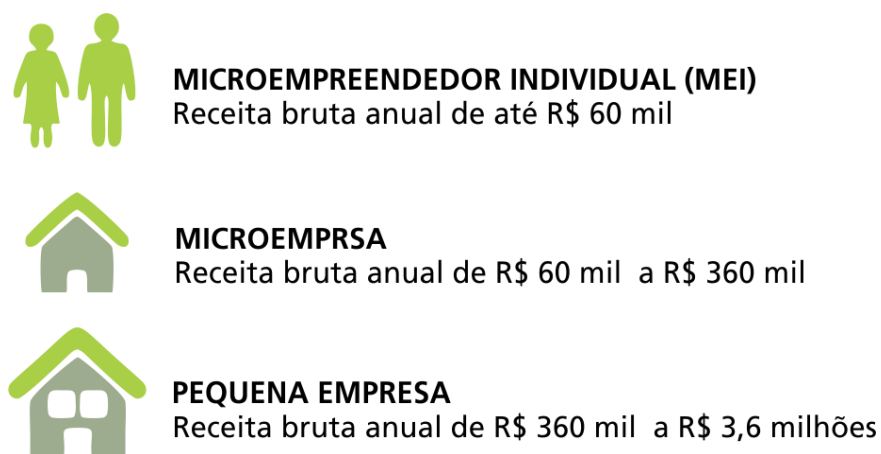 MICROEMPREENDEDOR INDIVIDUAL (MEI)
Receita bruta anual de até R$ 60 mil
MICROEMPRSA
Receita bruta anual de R$ 60 mil  a R$ 360 mil
PEQUENA EMPRESA
Receita bruta anual de R$ 360 mil  a R$ 3,6 milhões